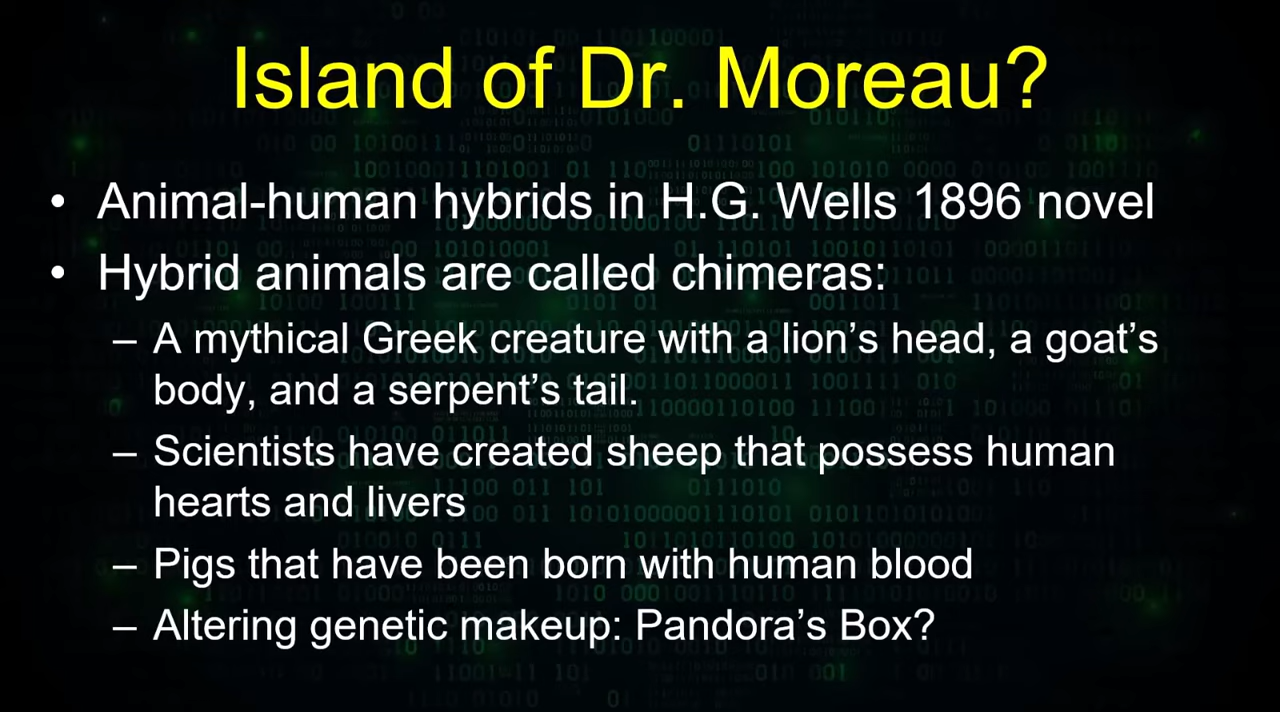 Island of Dr. Moreau?
• Animal-human hybrids in H.G. Wells 1896 novel
• Hybrid animals are called chimeras:
– A mythical Greek creature with a lion’s head, a goat’s
body, and a serpent’s tail.
– Scientists have created sheep that possess human
hearts and livers
– Pigs that have been born with human blood
– Altering genetic makeup: Pandora’s Box?